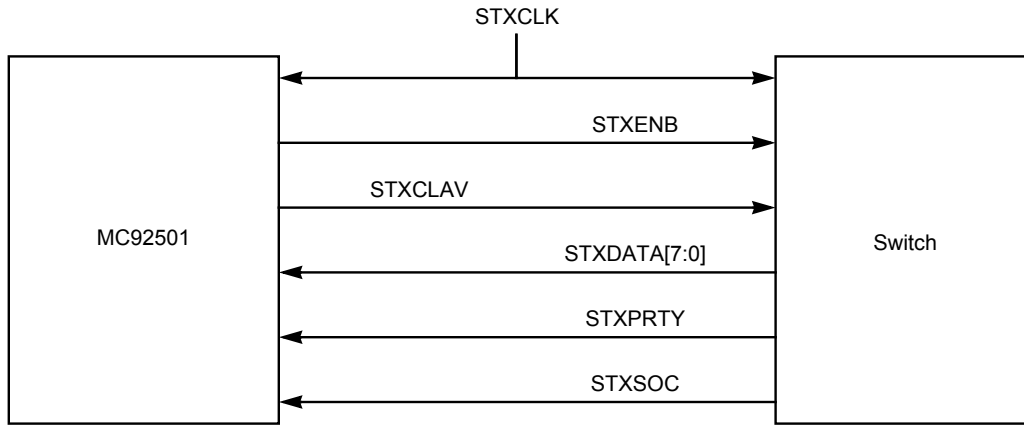 STXCLK
STXENB
STXCLAV
MC92501
Switch
STXDATA[7:0]
STXPRTY
STXSOC